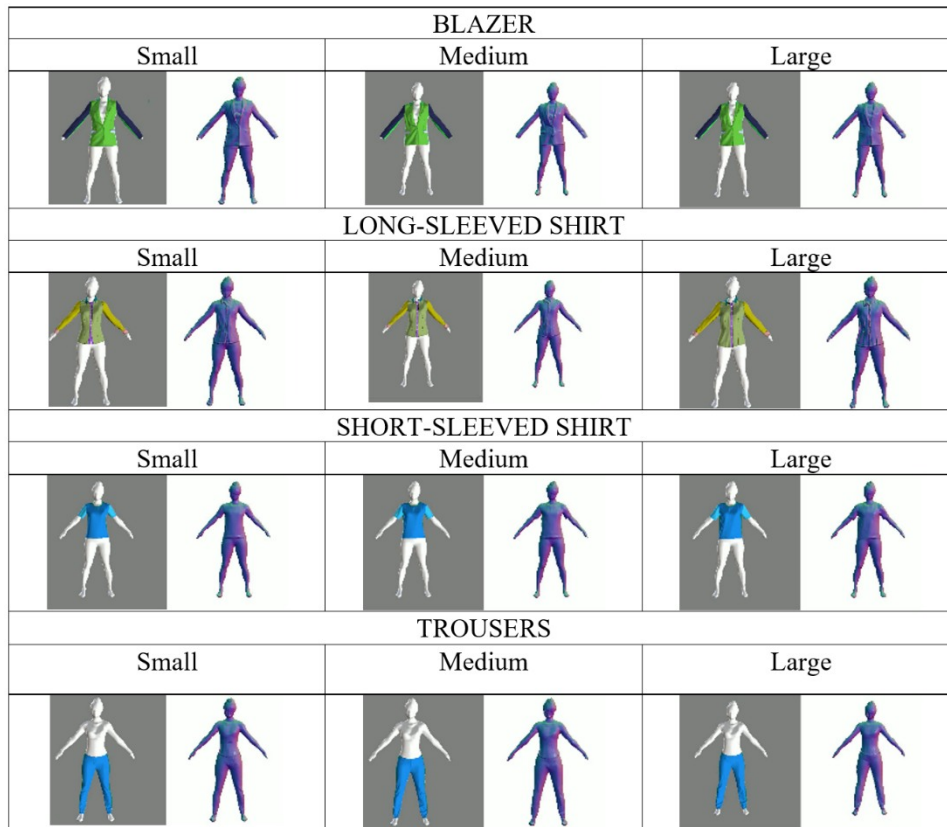 BLAZER
Small Medium Large
LONG-SLEEVED SHIRT
Small Medium Large
SHORT-SLEEVED SHIRT
Small Medium Large
TROUSERS
Small Medium Large